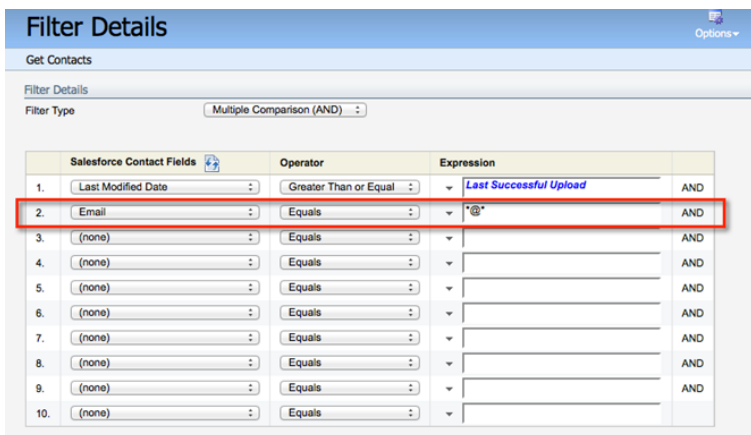 Filter Details
Options
Get Contacts
Filter Details
Filter Type Multiple Comparison (AND)
Salesforce Contact Fields Operator Expression
1. Last Modified Date Greater Than or Equal Last Successful Upload AND
2. Email Equals *@* AND
3. (none) Equals AND
4. (none) Equals AND
5. (none) Equals AND
6. (none) Equals AND
7. (none) Equals AND
8. (none) Equals AND
9. (none) Equals AND
10. (none) Equals